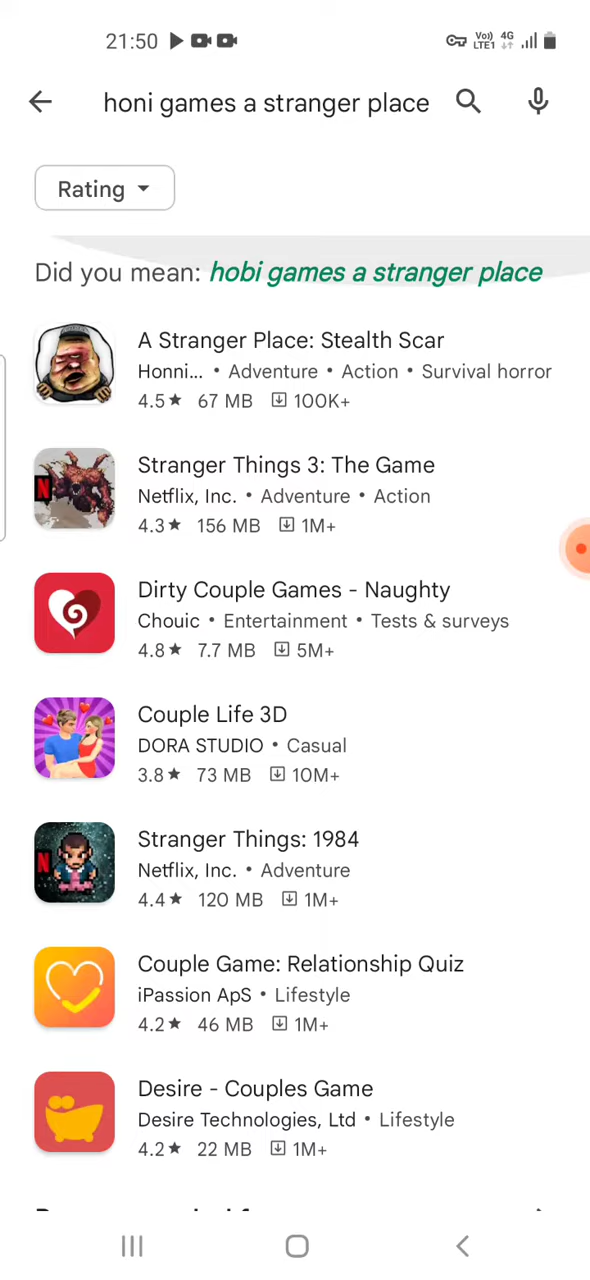 21:50 Vo)) LTE1 4G
honi games a stranger place
Rating
Did you mean: hobi games a stranger place
A Stranger Place: Stealth Scar
Honni... • Adventure • Action • Survival horror
4.5★ 67 MB 100K+
N
Stranger Things 3: The Game
Netflix, Inc. • Adventure • Action
4.3★ 156 MB 1M+
Dirty Couple Games - Naughty
Chouic • Entertainment • Tests & surveys
4.8★ 7.7 MB 5M+
Couple Life 3D
DORA STUDIO • Casual
3.8★ 73 MB 10M+
N
Stranger Things: 1984
Netflix, Inc. • Adventure
4.4★ 120 MB 1M+
Couple Game: Relationship Quiz
iPassion ApS • Lifestyle
4.2★ 46 MB 1M+
Desire - Couples Game
Desire Technologies, Ltd • Lifestyle
4.2★ 22 MB 1M+